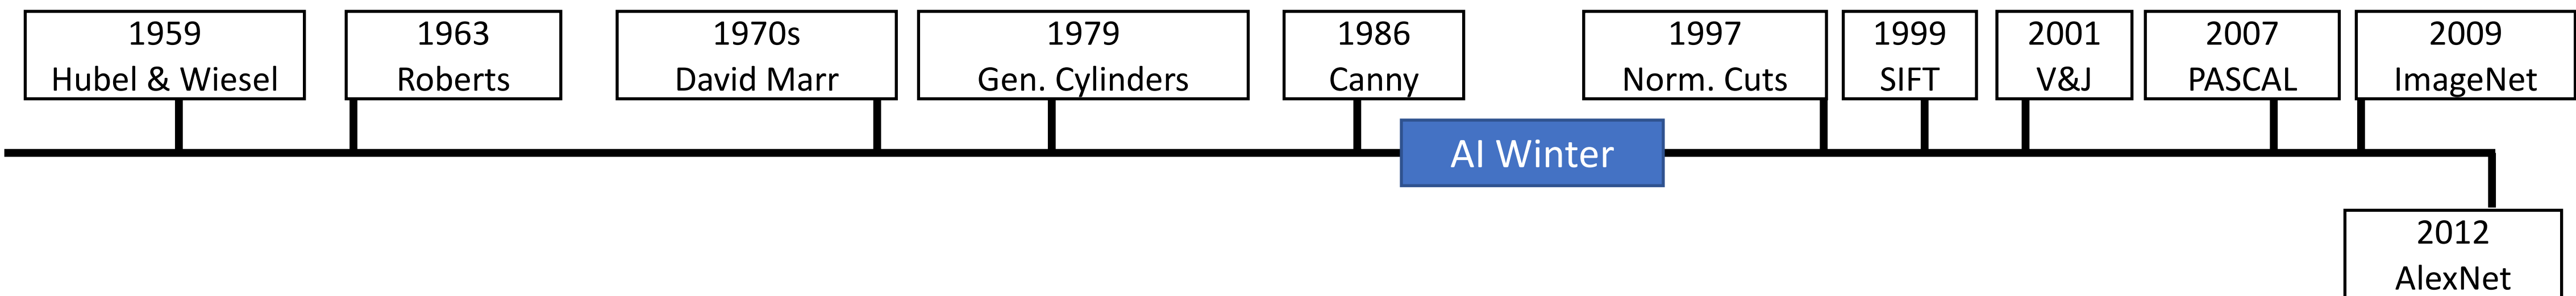 1959
Hubel & Wiesel
1963
Roberts
1970s
David Marr
1979
Gen. Cylinders
1986
Canny
1997
Norm. Cuts
1999
SIFT
2001
V&J
2007
PASCAL
2009
ImageNet
AI Winter
2012
AlexNet